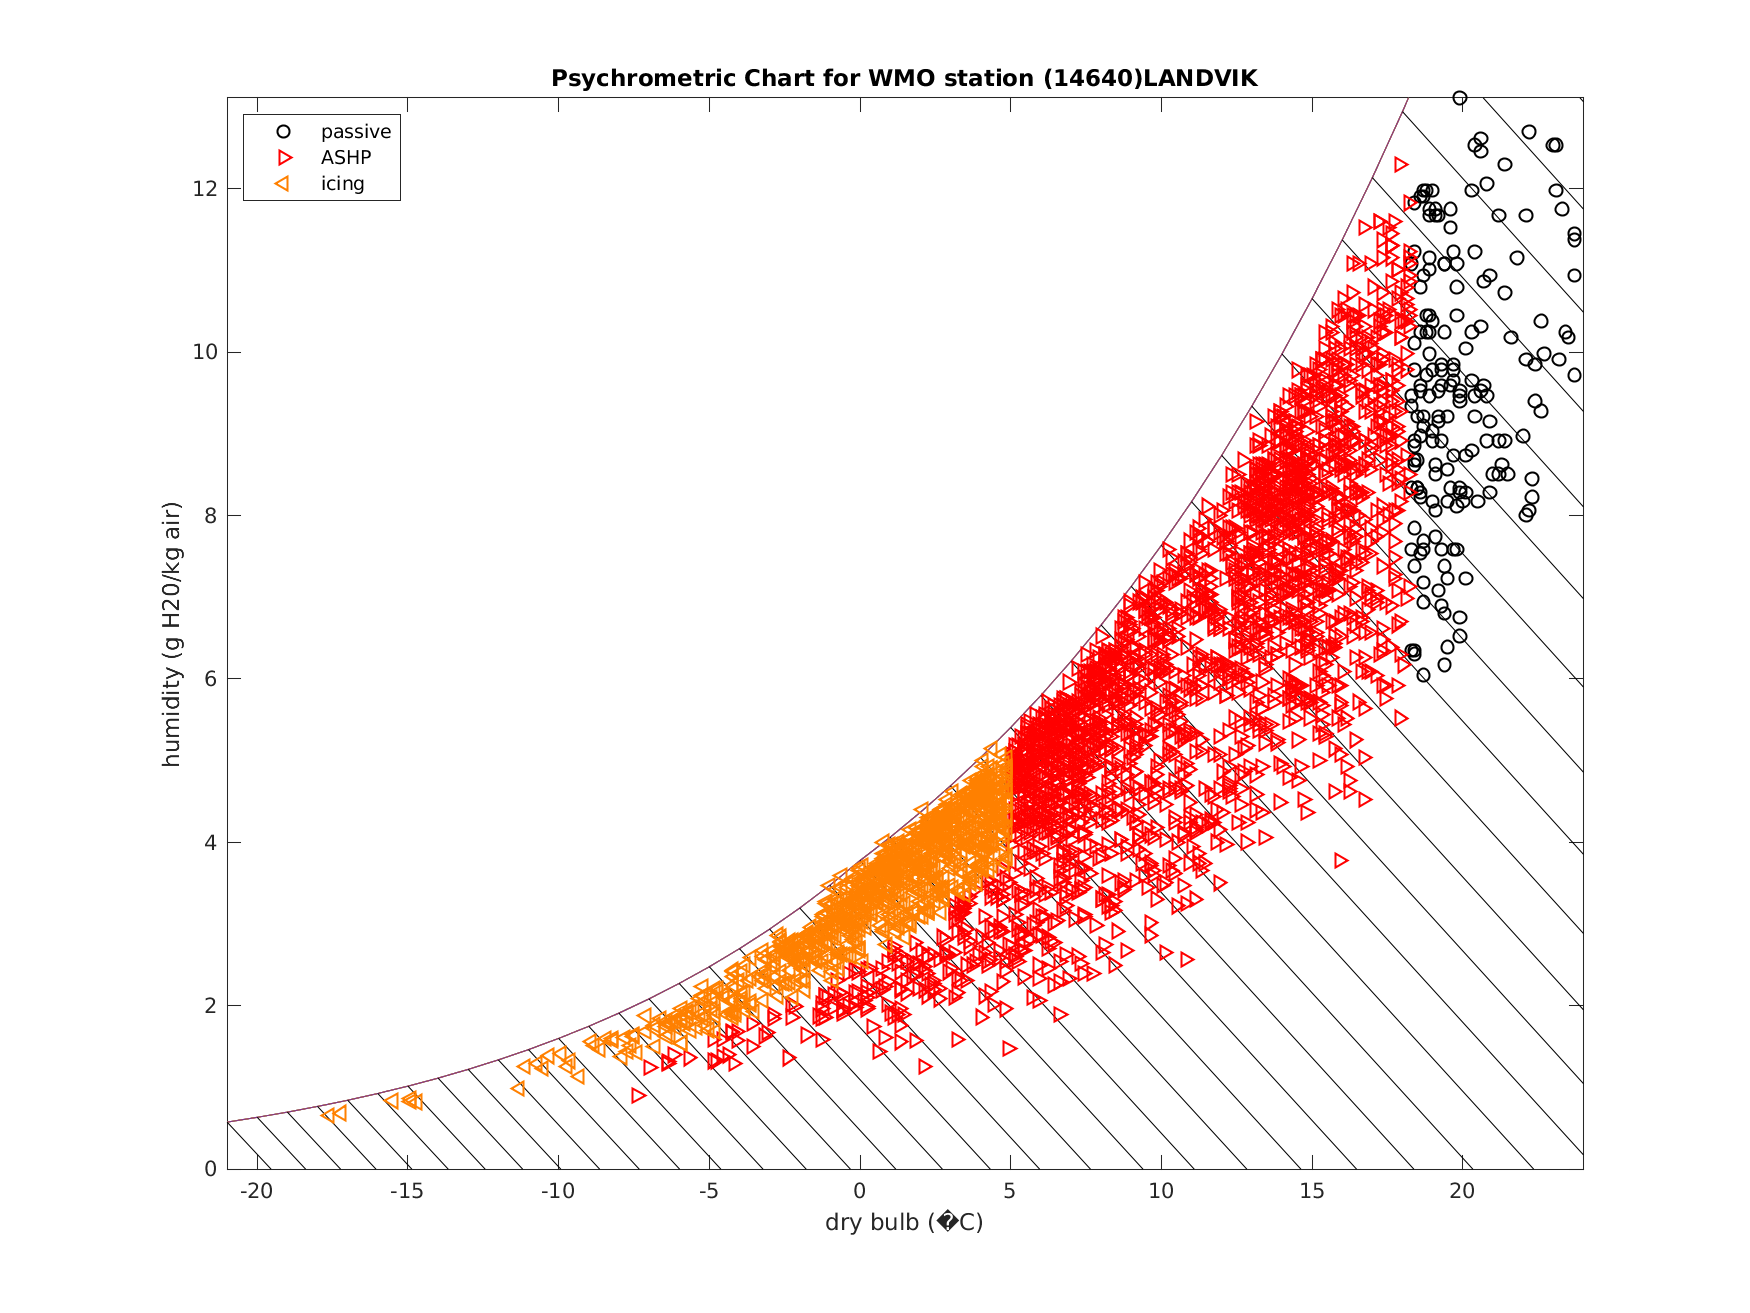 Psychrometric Chart for WMO station (14640)LANDVIK
passive
ASHP
icing
humidity (g H20/kg air)
12
10
8
6
4
2
0
-20 -15 -10 -5 0 5 10 15 20
dry bulb (�C)